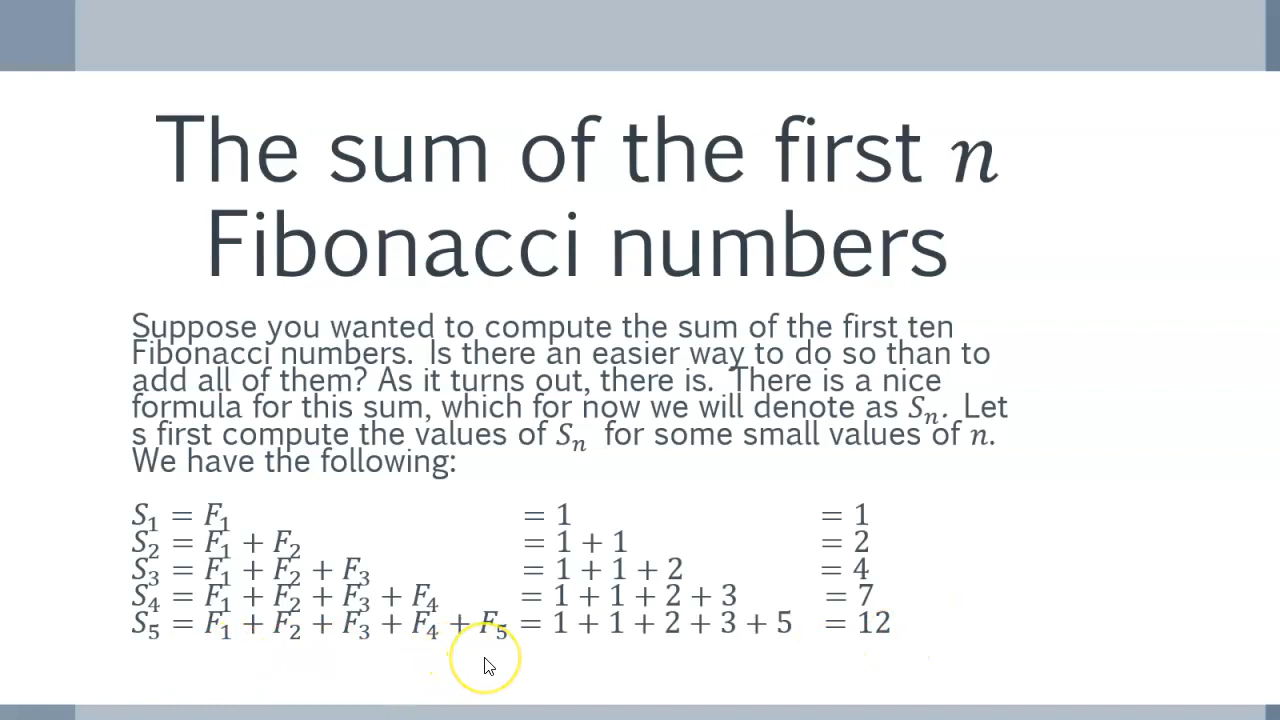 The sum of the first n
Fibonacci numbers
Suppose you wanted to compute the sum of the first ten
Fibonacci numbers. Is there an easier way to do so than to
add all of them? As it turns out, there is. There is a nice
formula for this sum, which for now we will denote as Sₙ. Let
s first compute the values of Sₙ for some small values of n.
We have the following:
S₁ = F₁ = 1 = 1
S₂ = F₁ + F₂ = 1 + 1 = 2
S₃ = F₁ + F₂ + F₃ = 1 + 1 + 2 = 4
S₄ = F₁ + F₂ + F₃ + F₄ = 1 + 1 + 2 + 3 = 7
S₅ = F₁ + F₂ + F₃ + F₄ + F₅ = 1 + 1 + 2 + 3 + 5 = 12